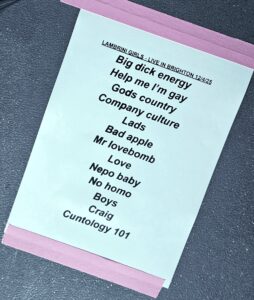 LAMBRINI GIRLS - LIVE IN BRIGHTON 12/4/25
Big dick energy
Help me I'm gay
Gods country
Company culture
Lads
Bad apple
Mr lovebomb
Love
Nepo baby
No homo
Boys
Craig
Cuntology 101